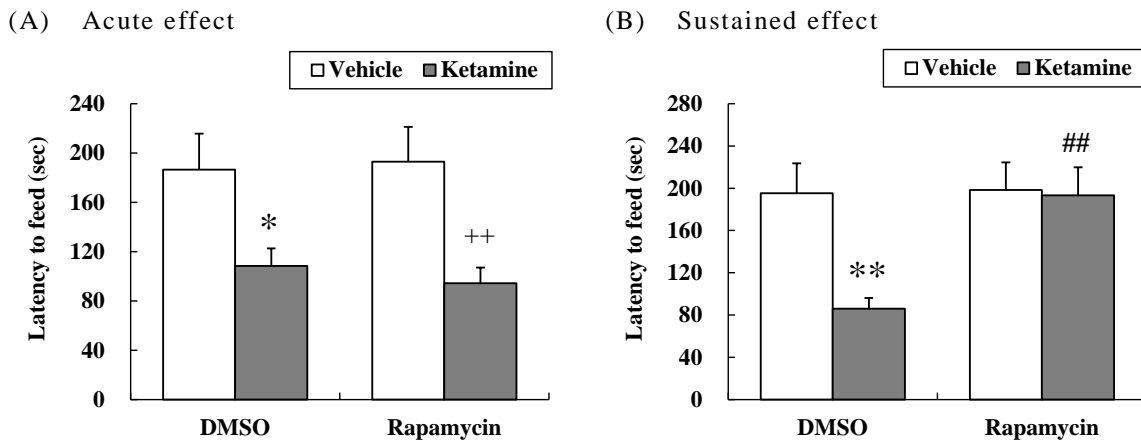 (A) Acute effect
Vehicle Ketamine
Latency to feed (sec)
240
200
160
120
80
40
0
*
++
DMSO Rapamycin
(B) Sustained effect
Vehicle Ketamine
Latency to feed (sec)
280
240
200
160
120
80
40
0
**
##
DMSO Rapamycin